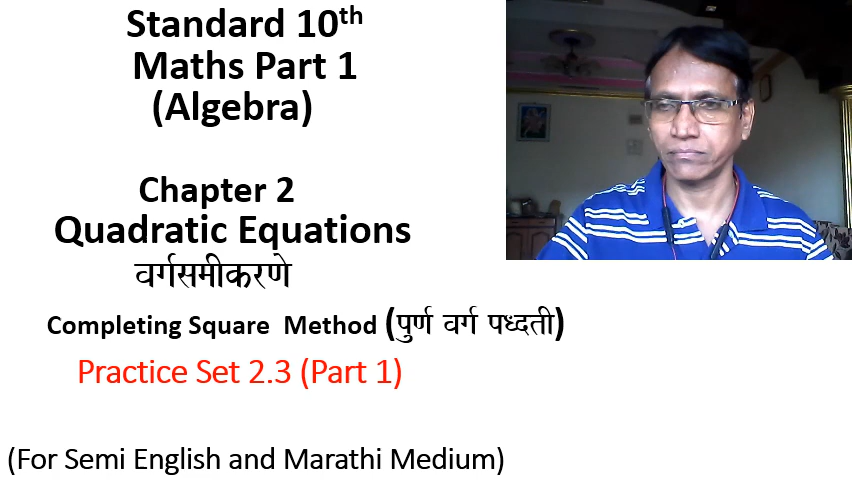 Standard 10th
Maths Part 1
(Algebra)
Chapter 2
Quadratic Equations
वर्गसमीकरणे
Completing Square Method (पुर्ण वर्ग पध्दती)
Practice Set 2.3 (Part 1)
(For Semi English and Marathi Medium)